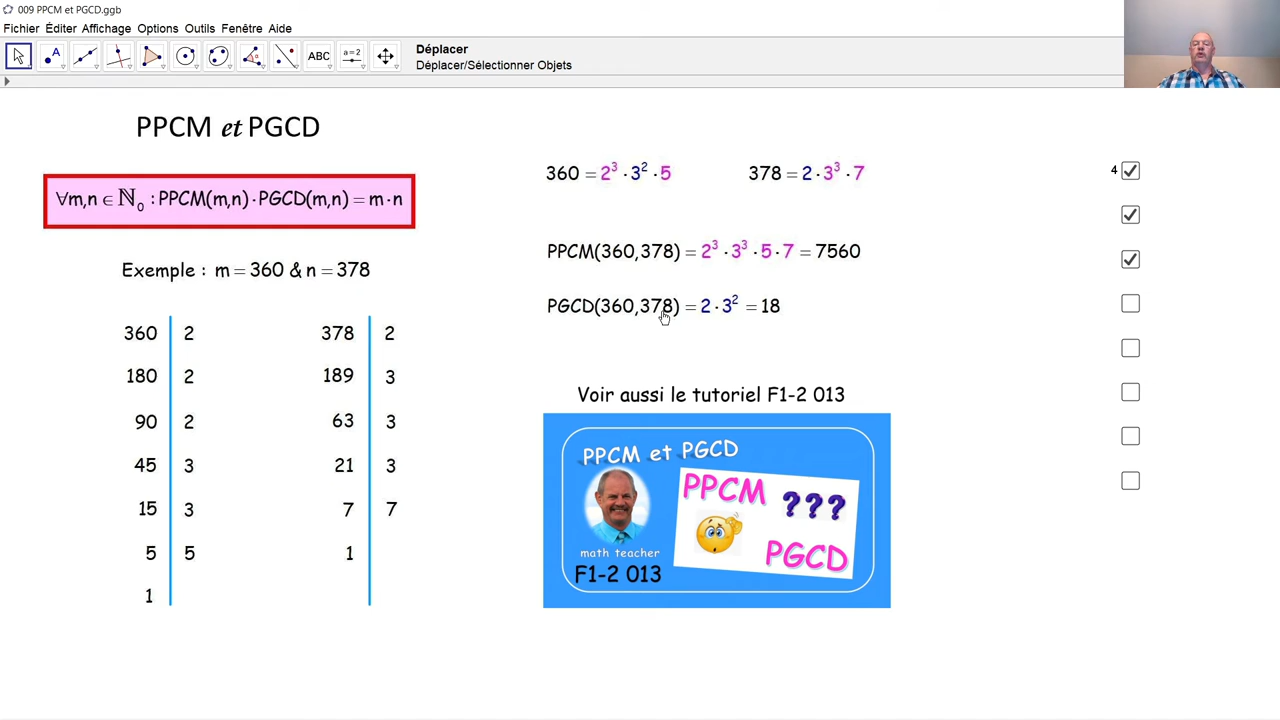 009 PPCM et PGCD.ggb
Fichier Éditer Affichage Options Outils Fenêtre Aide
A
ABC
a=2
Déplacer
Déplacer/Sélectionner Objets
PPCM et PGCD
∀m,n ∈ ℕ₀ : PPCM(m,n) · PGCD(m,n) = m · n
Exemple : m = 360 & n = 378
360 2 378 2
180 2 189 3
90 2 63 3
45 3 21 3
15 3 7 7
5 5 1
1
360 = 2³ · 3² · 5 378 = 2 · 3³ · 7
4
PPCM(360,378) = 2³ · 3³ · 5 · 7 = 7560
PGCD(360,378) = 2 · 3² = 18
Voir aussi le tutoriel F1-2 013
PPCM et PGCD
PPCM
???
PGCD
math teacher
F1-2 013